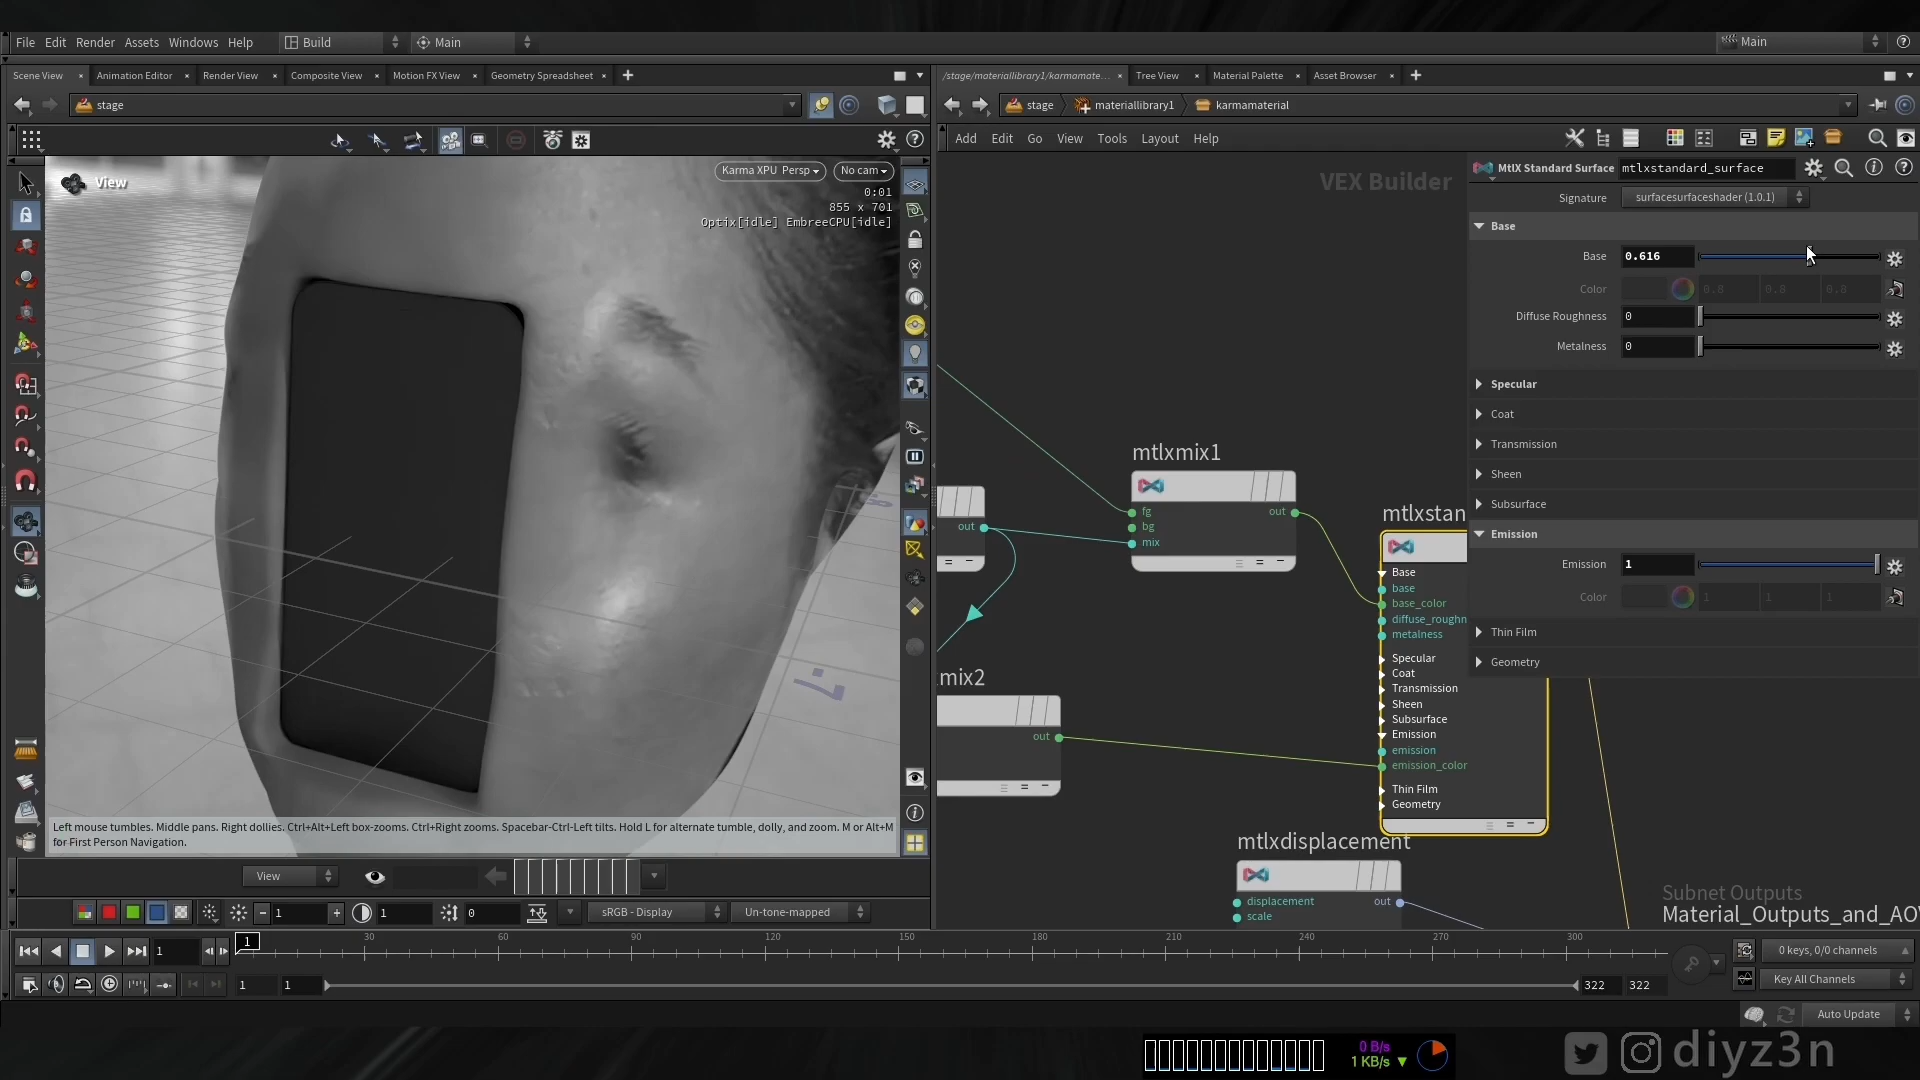 File Edit Render Assets Windows Help Build Main Main
Scene View × Animation Editor × Render View × Composite View × Motion FX View × Geometry Spreadsheet × +
/stage/materiallibrary1/karmamate... × Tree View × Material Palette × Asset Browser × +
stage
stage materiallibrary1 karmamaterial
Add Edit Go View Tools Layout Help
View
Karma XPU Persp No cam
0:01
855 x 701
Optix[idle] EmbreeCPU[idle]
Left mouse tumbles. Middle pans. Right dollies. Ctrl+Alt+Left box-zooms. Ctrl+Right zooms. Spacebar-Ctrl-Left tilts. Hold L for alternate tumble, dolly, and zoom. M or Alt+M
for First Person Navigation.
VEX Builder
MtlX Standard Surface mtlxstandard_surface
Signature surfacesurfaceshader (1.0.1)
Base
Base 0.616
Color 0.8 0.8 0.8
Diffuse Roughness 0
Metalness 0
Specular
Coat
Transmission
Sheen
Subsurface
Emission
Emission 1
Color 1 1 1
Thin Film
Geometry
mtlxmix1
fg out
bg
mix
out
mix2
out
mtlxstan
Base
base
base_color
diffuse_roughn
metalness
Specular
Coat
Transmission
Sheen
Subsurface
Emission
emission
emission_color
Thin Film
Geometry
mtlxdisplacement
displacement out
scale
Subnet Outputs
Material_Outputs_and_AO
View
1 1 0 sRGB - Display Un-tone-mapped
1 1 30 60 90 120 150 180 210 240 270 300
0 keys, 0/0 channels
1 1 322 322
Key All Channels
Auto Update
0 B/s
1 KB/s
diyz3n